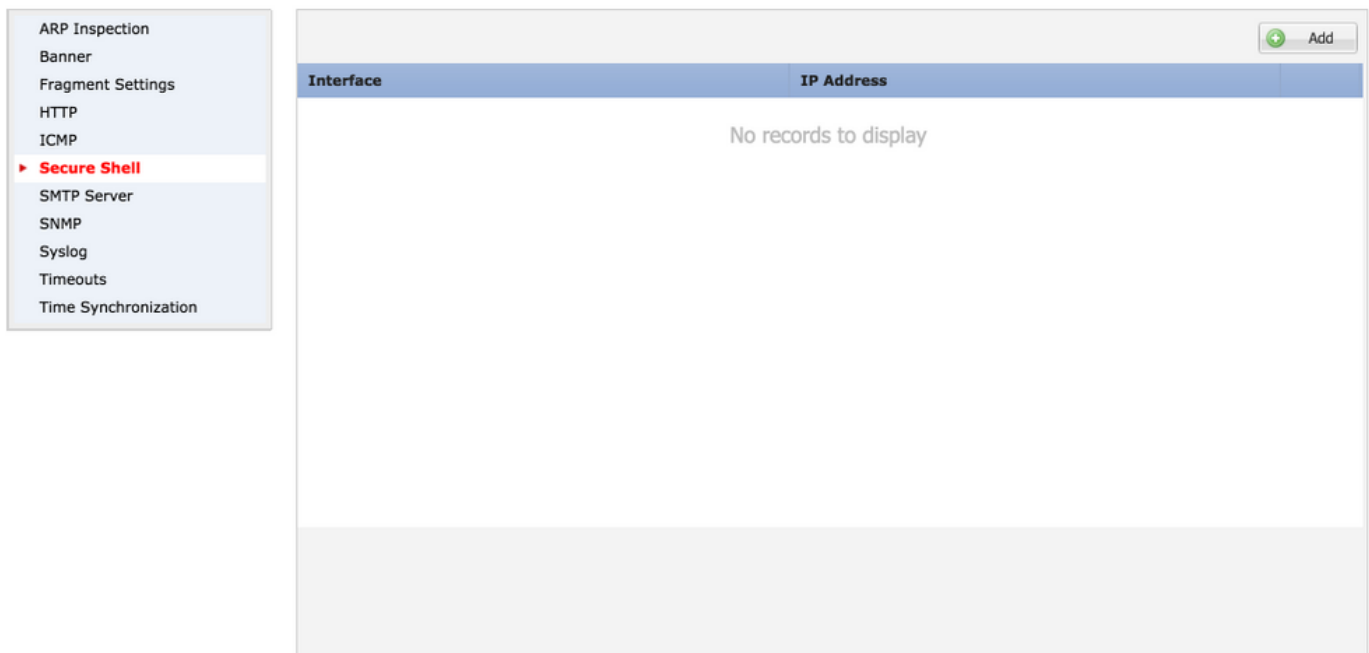 ARP Inspection
Banner
Fragment Settings
HTTP
ICMP
Secure Shell
SMTP Server
SNMP
Syslog
Timeouts
Time Synchronization
Add
Interface IP Address
No records to display